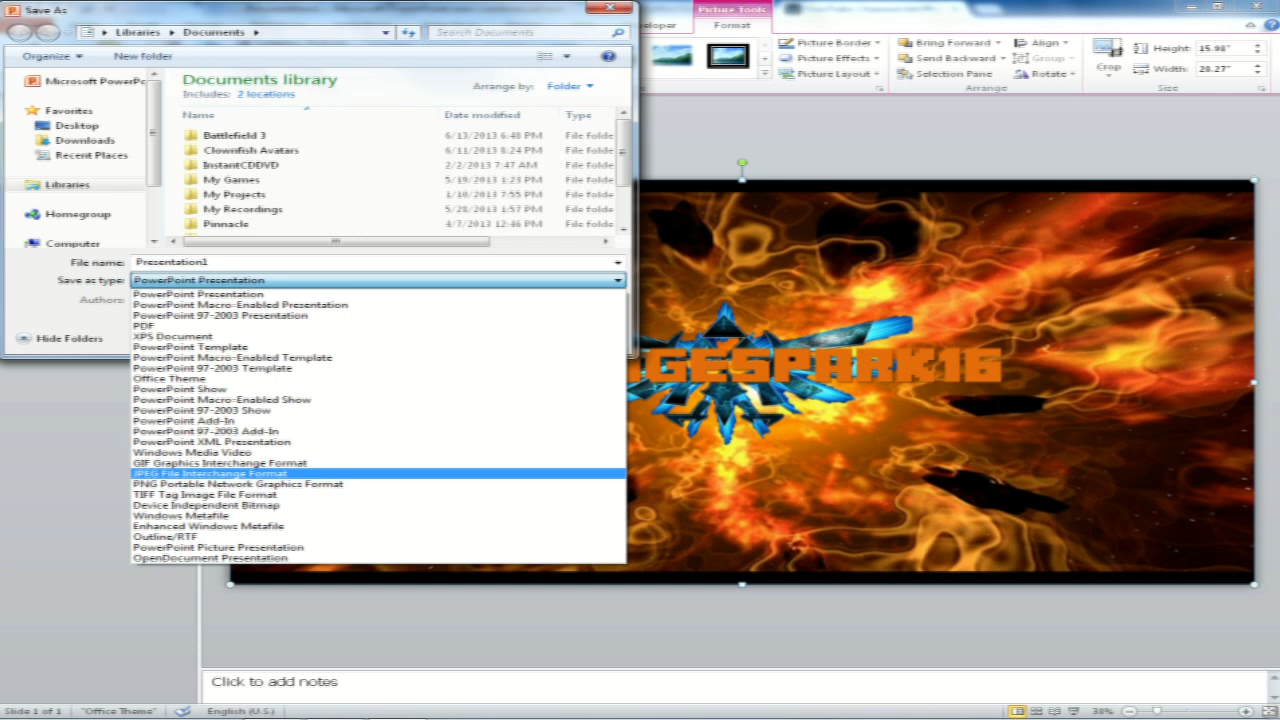 Save As
Picture Tools
Libraries Documents
Search Documents
Format
Organize New folder
Picture Border
Picture Effects
Picture Layout
Bring Forward
Send Backward
Selection Pane
Align
Group
Rotate
Crop
Height: 15.98"
Width: 28.27"
Arrange
Size
Microsoft PowerPc
Favorites
Desktop
Downloads
Recent Places
Libraries
Homegroup
Computer
Documents library
Includes: 2 locations
Arrange by: Folder
Name Date modified Type
Battlefield 3 6/13/2013 6:48 PM File folde
Clownfish Avatars 6/11/2013 8:24 PM File folde
InstantCDDVD 2/2/2013 7:47 AM File folde
My Games 5/19/2013 1:23 PM File folde
My Projects 1/10/2013 7:55 PM File folde
My Recordings 5/28/2013 1:57 PM File folde
Pinnacle 4/7/2013 12:46 PM File folde
File name: Presentation1
Save as type: PowerPoint Presentation
Authors:
Hide Folders
PowerPoint Presentation
PowerPoint Macro-Enabled Presentation
PowerPoint 97-2003 Presentation
PDF
XPS Document
PowerPoint Template
PowerPoint Macro-Enabled Template
PowerPoint 97-2003 Template
Office Theme
PowerPoint Show
PowerPoint Macro-Enabled Show
PowerPoint 97-2003 Show
PowerPoint Add-In
PowerPoint 97-2003 Add-In
PowerPoint XML Presentation
Windows Media Video
GIF Graphics Interchange Format
JPEG File Interchange Format
PNG Portable Network Graphics Format
TIFF Tag Image File Format
Device Independent Bitmap
Windows Metafile
Enhanced Windows Metafile
Outline/RTF
PowerPoint Picture Presentation
OpenDocument Presentation
NGESPARK16
Click to add notes
Slide 1 of 1 "Office Theme" English (U.S.) 38%